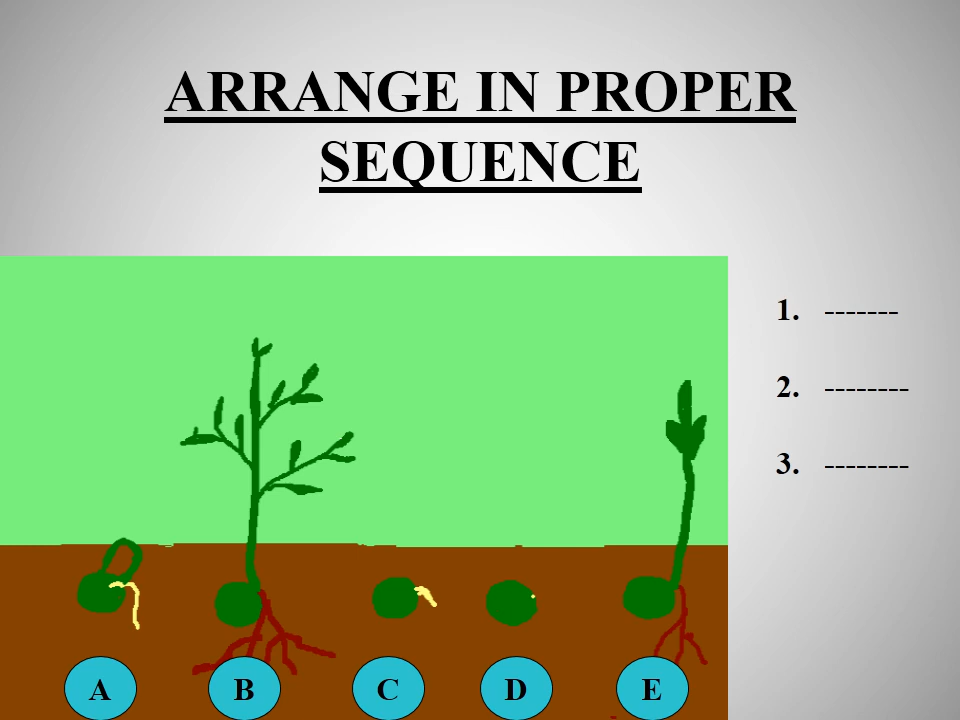 ARRANGE IN PROPER
SEQUENCE
1. -------
2. --------
3. --------
A B C D E